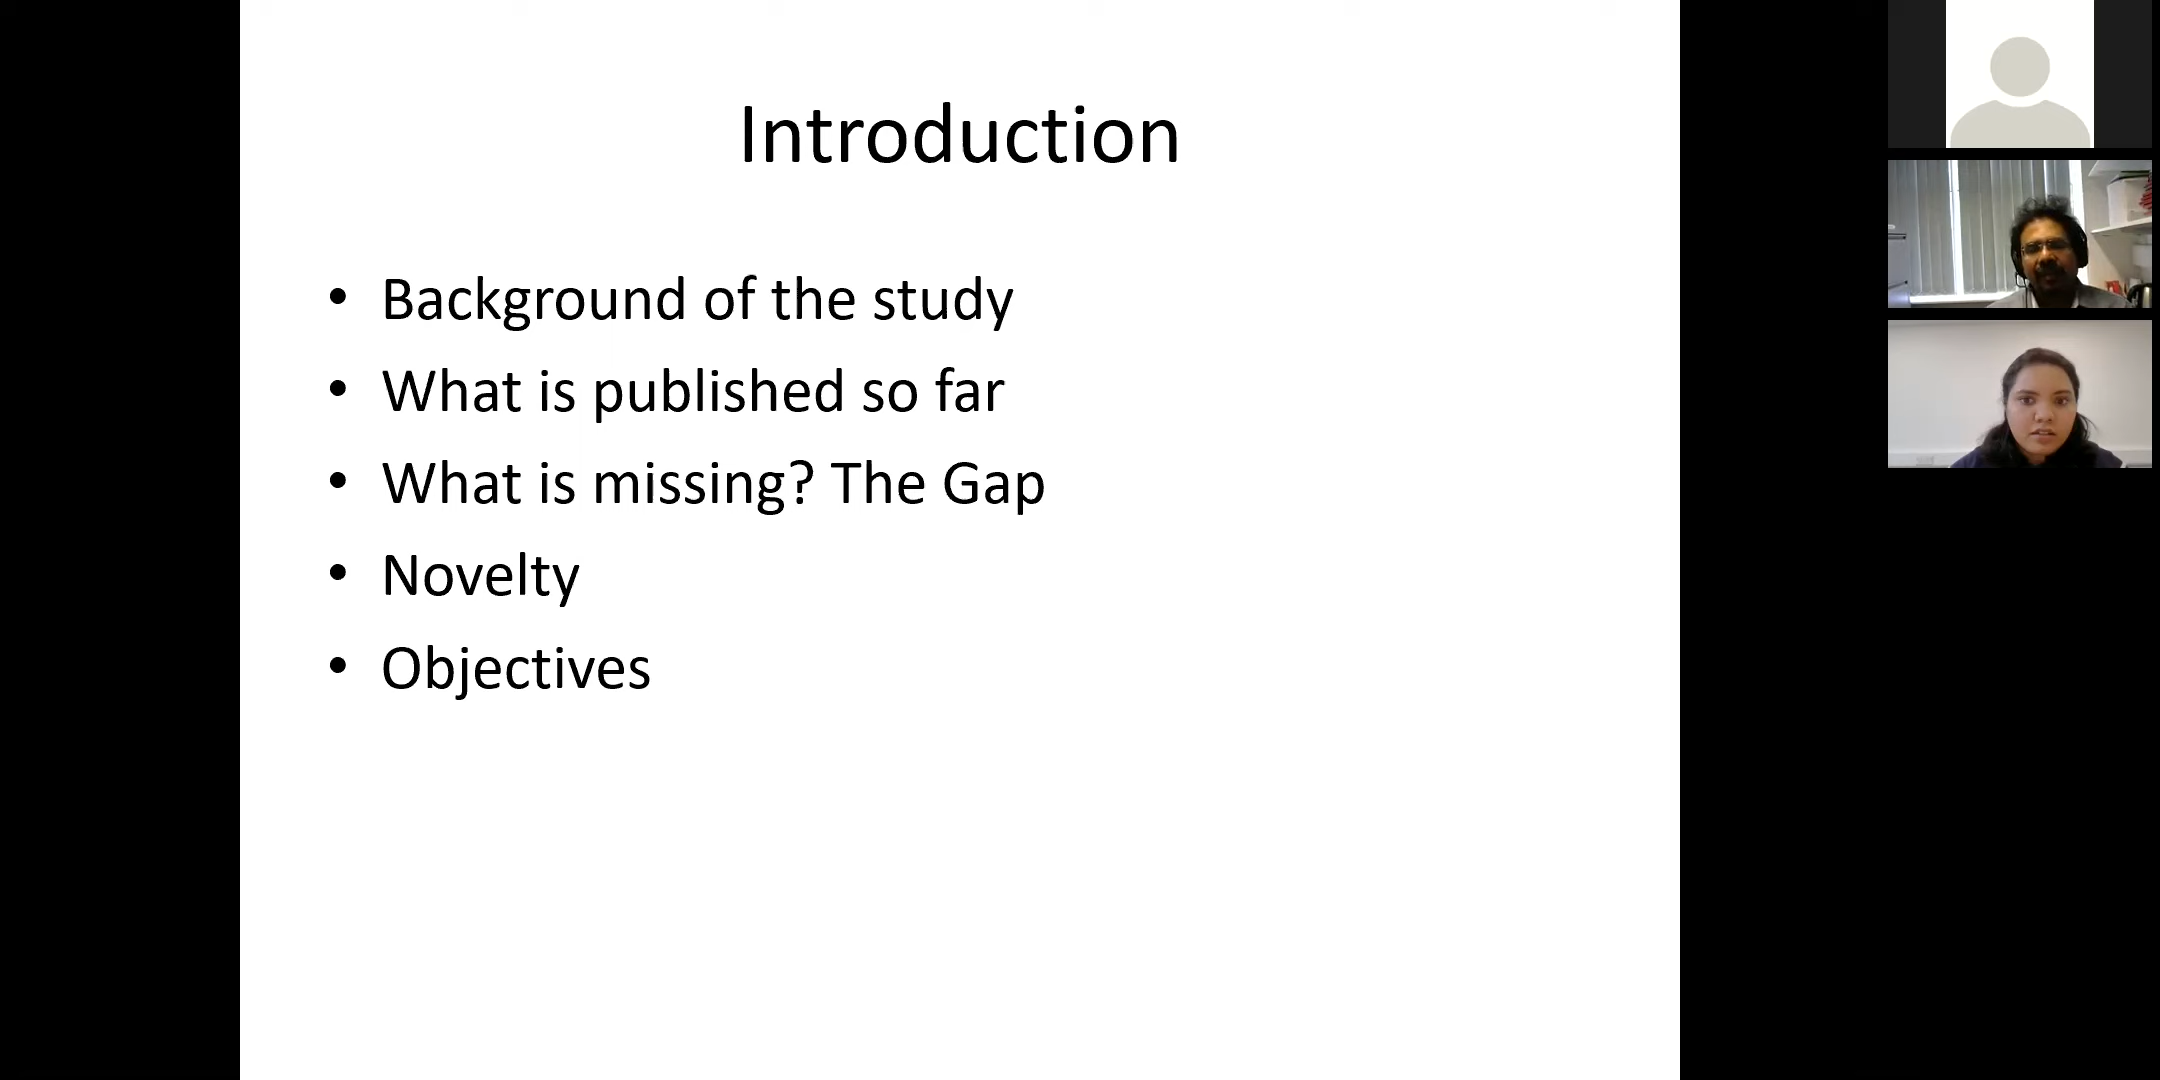 Introduction
• Background of the study
• What is published so far
• What is missing? The Gap
• Novelty
• Objectives